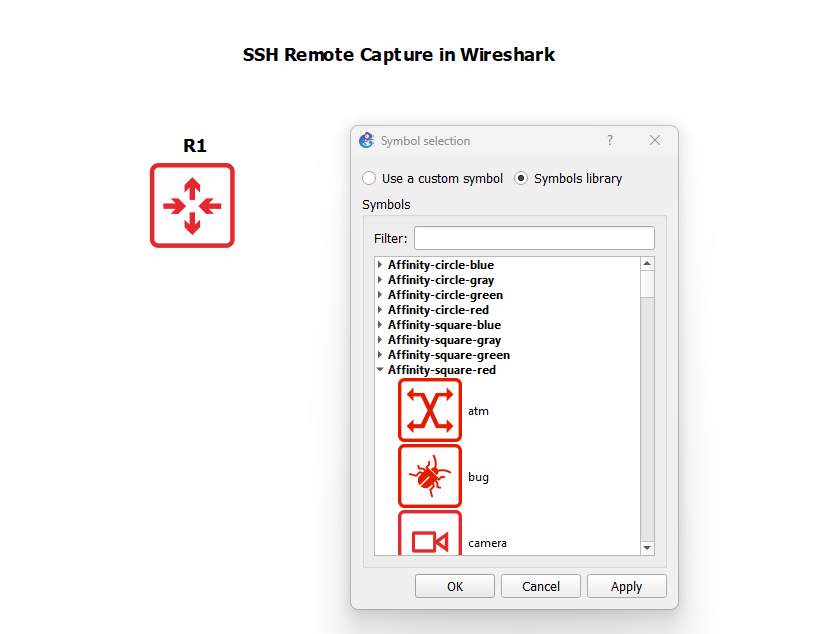 SSH Remote Capture in Wireshark
R1
Symbol selection
?
Use a custom symbol
Symbols library
Symbols
Filter:
Affinity-circle-blue
Affinity-circle-gray
Affinity-circle-green
Affinity-circle-red
Affinity-square-blue
Affinity-square-gray
Affinity-square-green
Affinity-square-red
atm
bug
camera
OK
Cancel
Apply